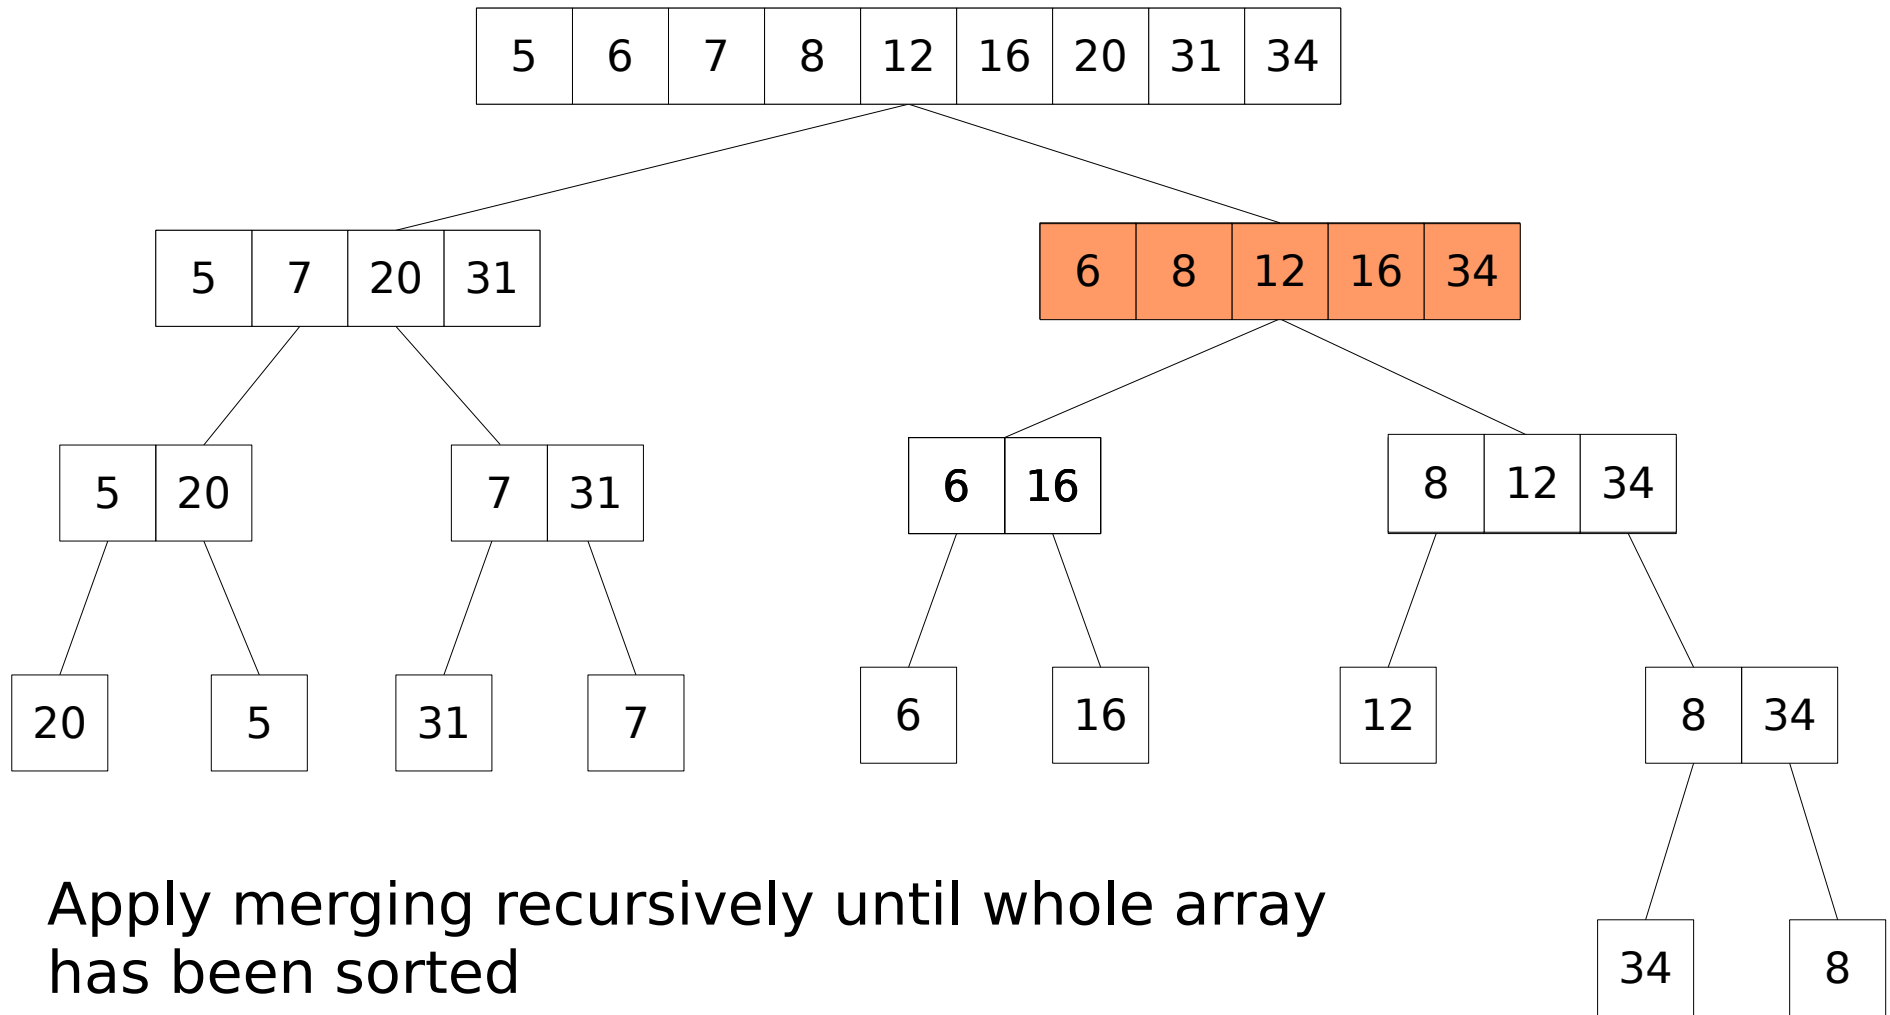 5 6 7 8 12 16 20 31 34
5 7 20 31
6 8 12 16 34
5 20
7 31
6 16
8 12 34
20
5
31
7
6
16
12
8 34
34
8
Apply merging recursively until whole array
has been sorted